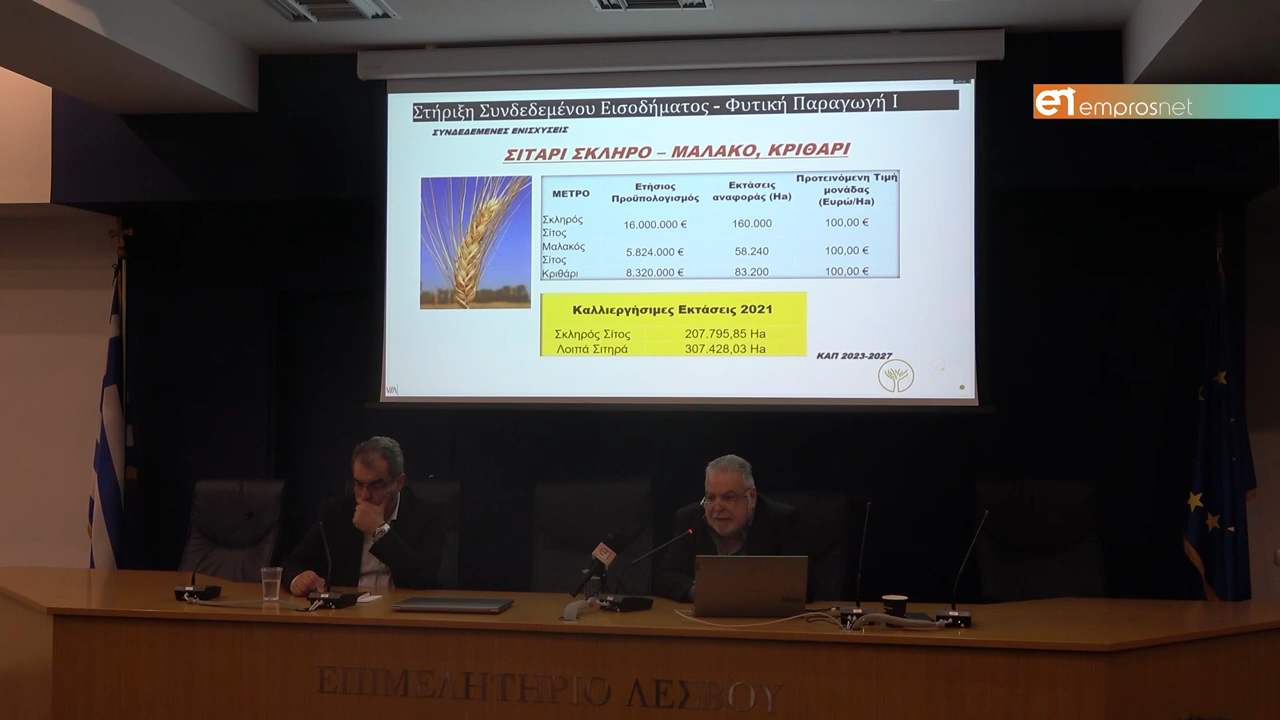 Στήριξη Συνδεδεμένου Εισοδήματος - Φυτική Παραγωγή Ι
ΣΥΝΔΕΔΕΜΕΝΕΣ ΕΝΙΣΧΥΣΕΙΣ
emprosnet
ΣΙΤΑΡΙ ΣΚΛΗΡΟ – ΜΑΛΑΚΟ, ΚΡΙΘΑΡΙ
ΜΕΤΡΟ
Ετήσιος
Προϋπολογισμός
Εκτάσεις
αναφοράς (Ha)
Προτεινόμενη Τιμή
μονάδας
(Ευρώ/Ha)
Σκληρός
Σίτος
16.000.000 €
160.000
100,00 €
Μαλακός
Σίτος
5.824.000 €
58.240
100,00 €
Κριθάρι
8.320.000 €
83.200
100,00 €
Καλλιεργήσιμες Εκτάσεις 2021
Σκληρός Σίτος 207.795,85 Ha
Λοιπά Σιτηρά 307.428,03 Ha
ΚΑΠ 2023-2027
ΕΠΙΜΕΛΗΤΗΡΙΟ ΛΕΣΒΟΥ